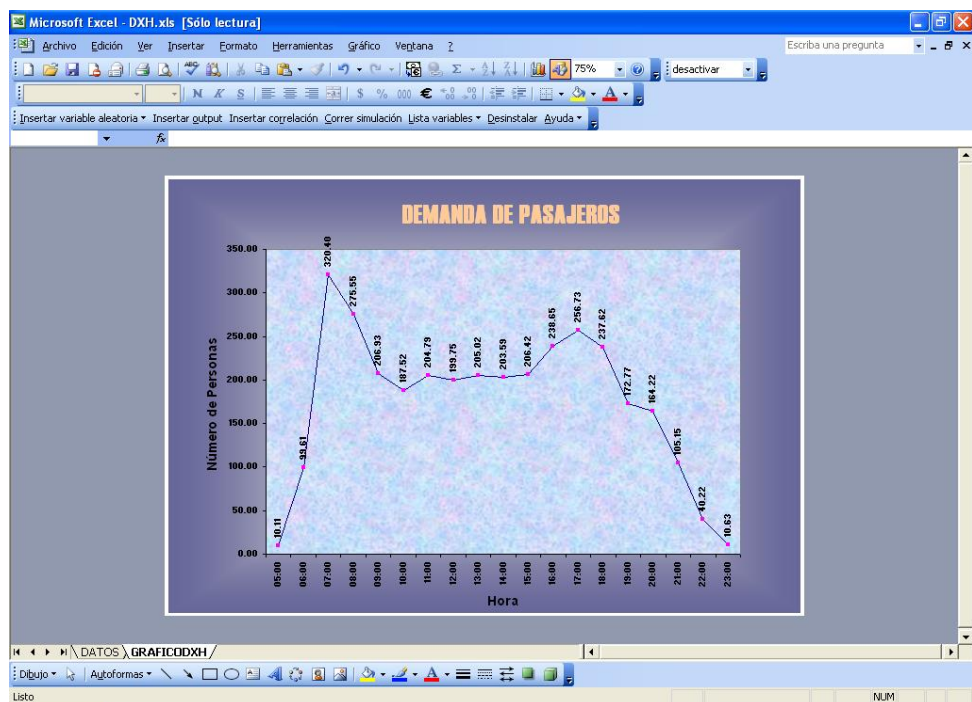 Microsoft Excel - DXH.xls [Sólo lectura]
Archivo Edición Ver Insertar Formato Herramientas Gráfico Ventana ? Escriba una pregunta
75% desactivar
N K S $ % 000 €
Insertar variable aleatoria Insertar output Insertar correlación Correr simulación Lista variables Desinstalar Ayuda
fx
DEMANDA DE PASAJEROS
Número de Personas
350.00
300.00
250.00
200.00
150.00
100.00
50.00
0.00
10.11
99.61
320.40
275.55
206.93
187.52
204.79
199.75
205.02
203.59
206.42
238.65
256.73
237.62
172.77
164.22
105.15
40.22
10.63
05:00 06:00 07:00 08:00 09:00 10:00 11:00 12:00 13:00 14:00 15:00 16:00 17:00 18:00 19:00 20:00 21:00 22:00 23:00
Hora
DATOS GRAFICODXH
Dibujo Autoformas
Listo NUM